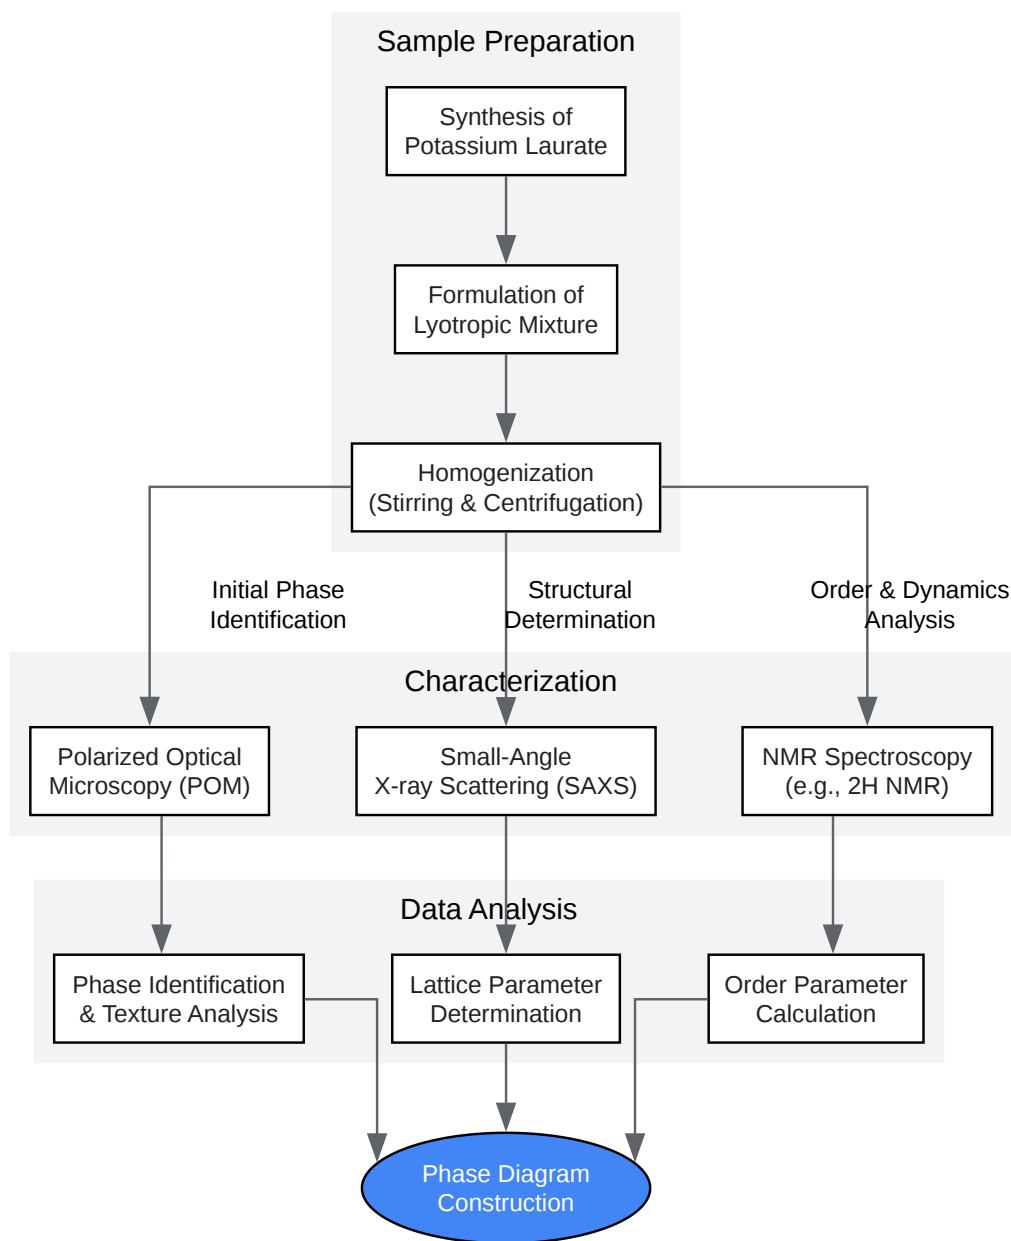 Sample Preparation
Synthesis of
Potassium Laurate
Formulation of
Lyotropic Mixture
Homogenization
(Stirring & Centrifugation)
Initial Phase
Identification
Structural
Determination
Order & Dynamics
Analysis
Characterization
Polarized Optical
Microscopy (POM)
Small-Angle
X-ray Scattering (SAXS)
NMR Spectroscopy
(e.g., 2H NMR)
Data Analysis
Phase Identification
& Texture Analysis
Lattice Parameter
Determination
Order Parameter
Calculation
Phase Diagram
Construction